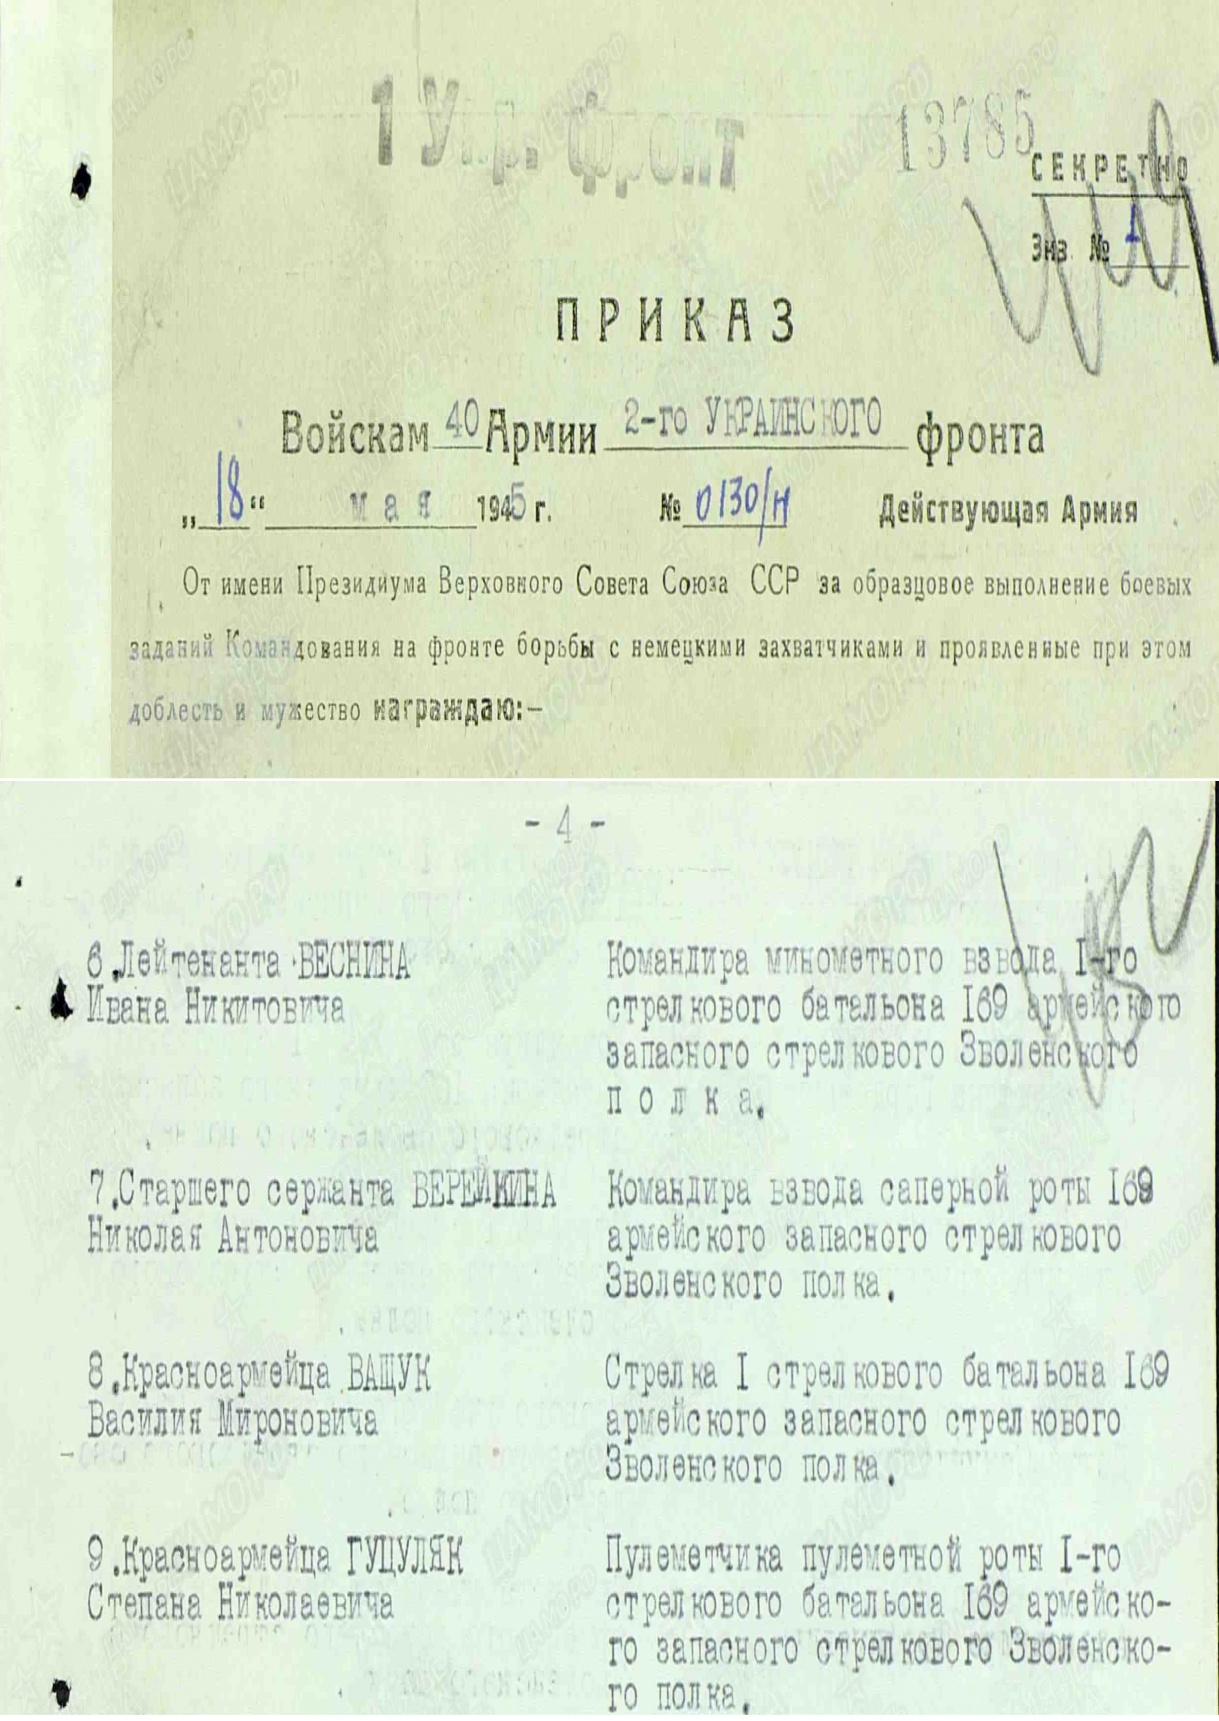 1 Укр. фронт
13785
СЕКРЕТНО
Экз. № 1
ПРИКАЗ
Войскам 40 Армии 2-го УКРАИНСКОГО фронта
„18“ мая 1945 г. № 0130/н Действующая Армия
От имени Президиума Верховного Совета Союза ССР за образцовое выполнение боевых
заданий Командования на фронте борьбы с немецкими захватчиками и проявленные при этом
доблесть и мужество награждаю:-
- 4 -
6.Лейтенанта ВЕСНИНА Командира минометного взвода I-го
Ивана Никитовича стрелкового батальона I69 армейского
запасного стрелкового Зволенского
п о л к а.
7.Старшего сержанта ВЕРЕЙКИНА Командира взвода саперной роты I69
Николая Антоновича армейского запасного стрелкового
Зволенского полка.
8.Красноармейца ВАЩУК Стрелка I стрелкового батальона I69
Василия Мироновича армейского запасного стрелкового
Зволенского полка.
9.Красноармейца ГУЦУЛЯК Пулеметчика пулеметной роты I-го
Степана Николаевича стрелкового батальона I69 армейско-
го запасного стрелкового Зволенско-
го полка.